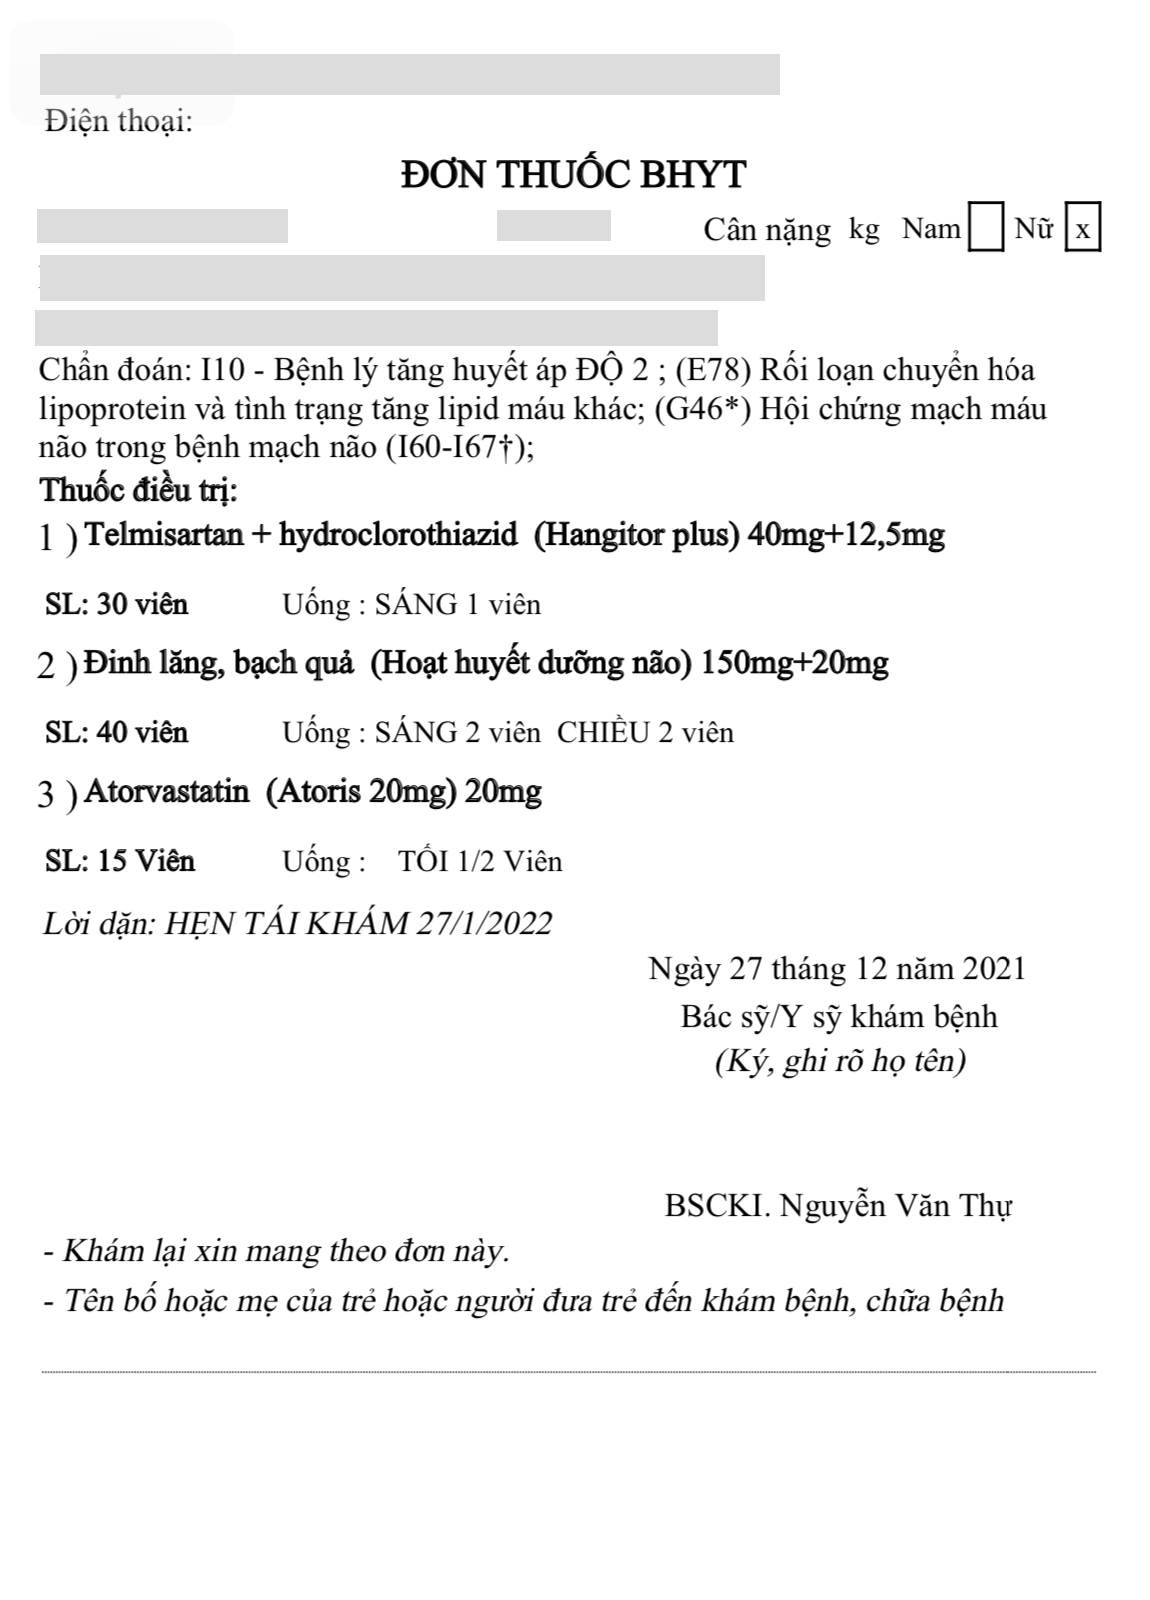 Điện thoại:
ĐƠN THUỐC BHYT
Cân nặng kg Nam Nữ x
Chẩn đoán: I10 - Bệnh lý tăng huyết áp ĐỘ 2 ; (E78) Rối loạn chuyển hóa
lipoprotein và tình trạng tăng lipid máu khác; (G46*) Hội chứng mạch máu
não trong bệnh mạch não (I60-I67†);
Thuốc điều trị:
1 ) Telmisartan + hydroclorothiazid (Hangitor plus) 40mg+12,5mg
SL: 30 viên Uống : SÁNG 1 viên
2 ) Đinh lăng, bạch quả (Hoạt huyết dưỡng não) 150mg+20mg
SL: 40 viên Uống : SÁNG 2 viên CHIỀU 2 viên
3 ) Atorvastatin (Atoris 20mg) 20mg
SL: 15 Viên Uống : TỐI 1/2 Viên
Lời dặn: HẸN TÁI KHÁM 27/1/2022
Ngày 27 tháng 12 năm 2021
Bác sỹ/Y sỹ khám bệnh
(Ký, ghi rõ họ tên)
BSCKI. Nguyễn Văn Thự
- Khám lại xin mang theo đơn này.
- Tên bố hoặc mẹ của trẻ hoặc người đưa trẻ đến khám bệnh, chữa bệnh